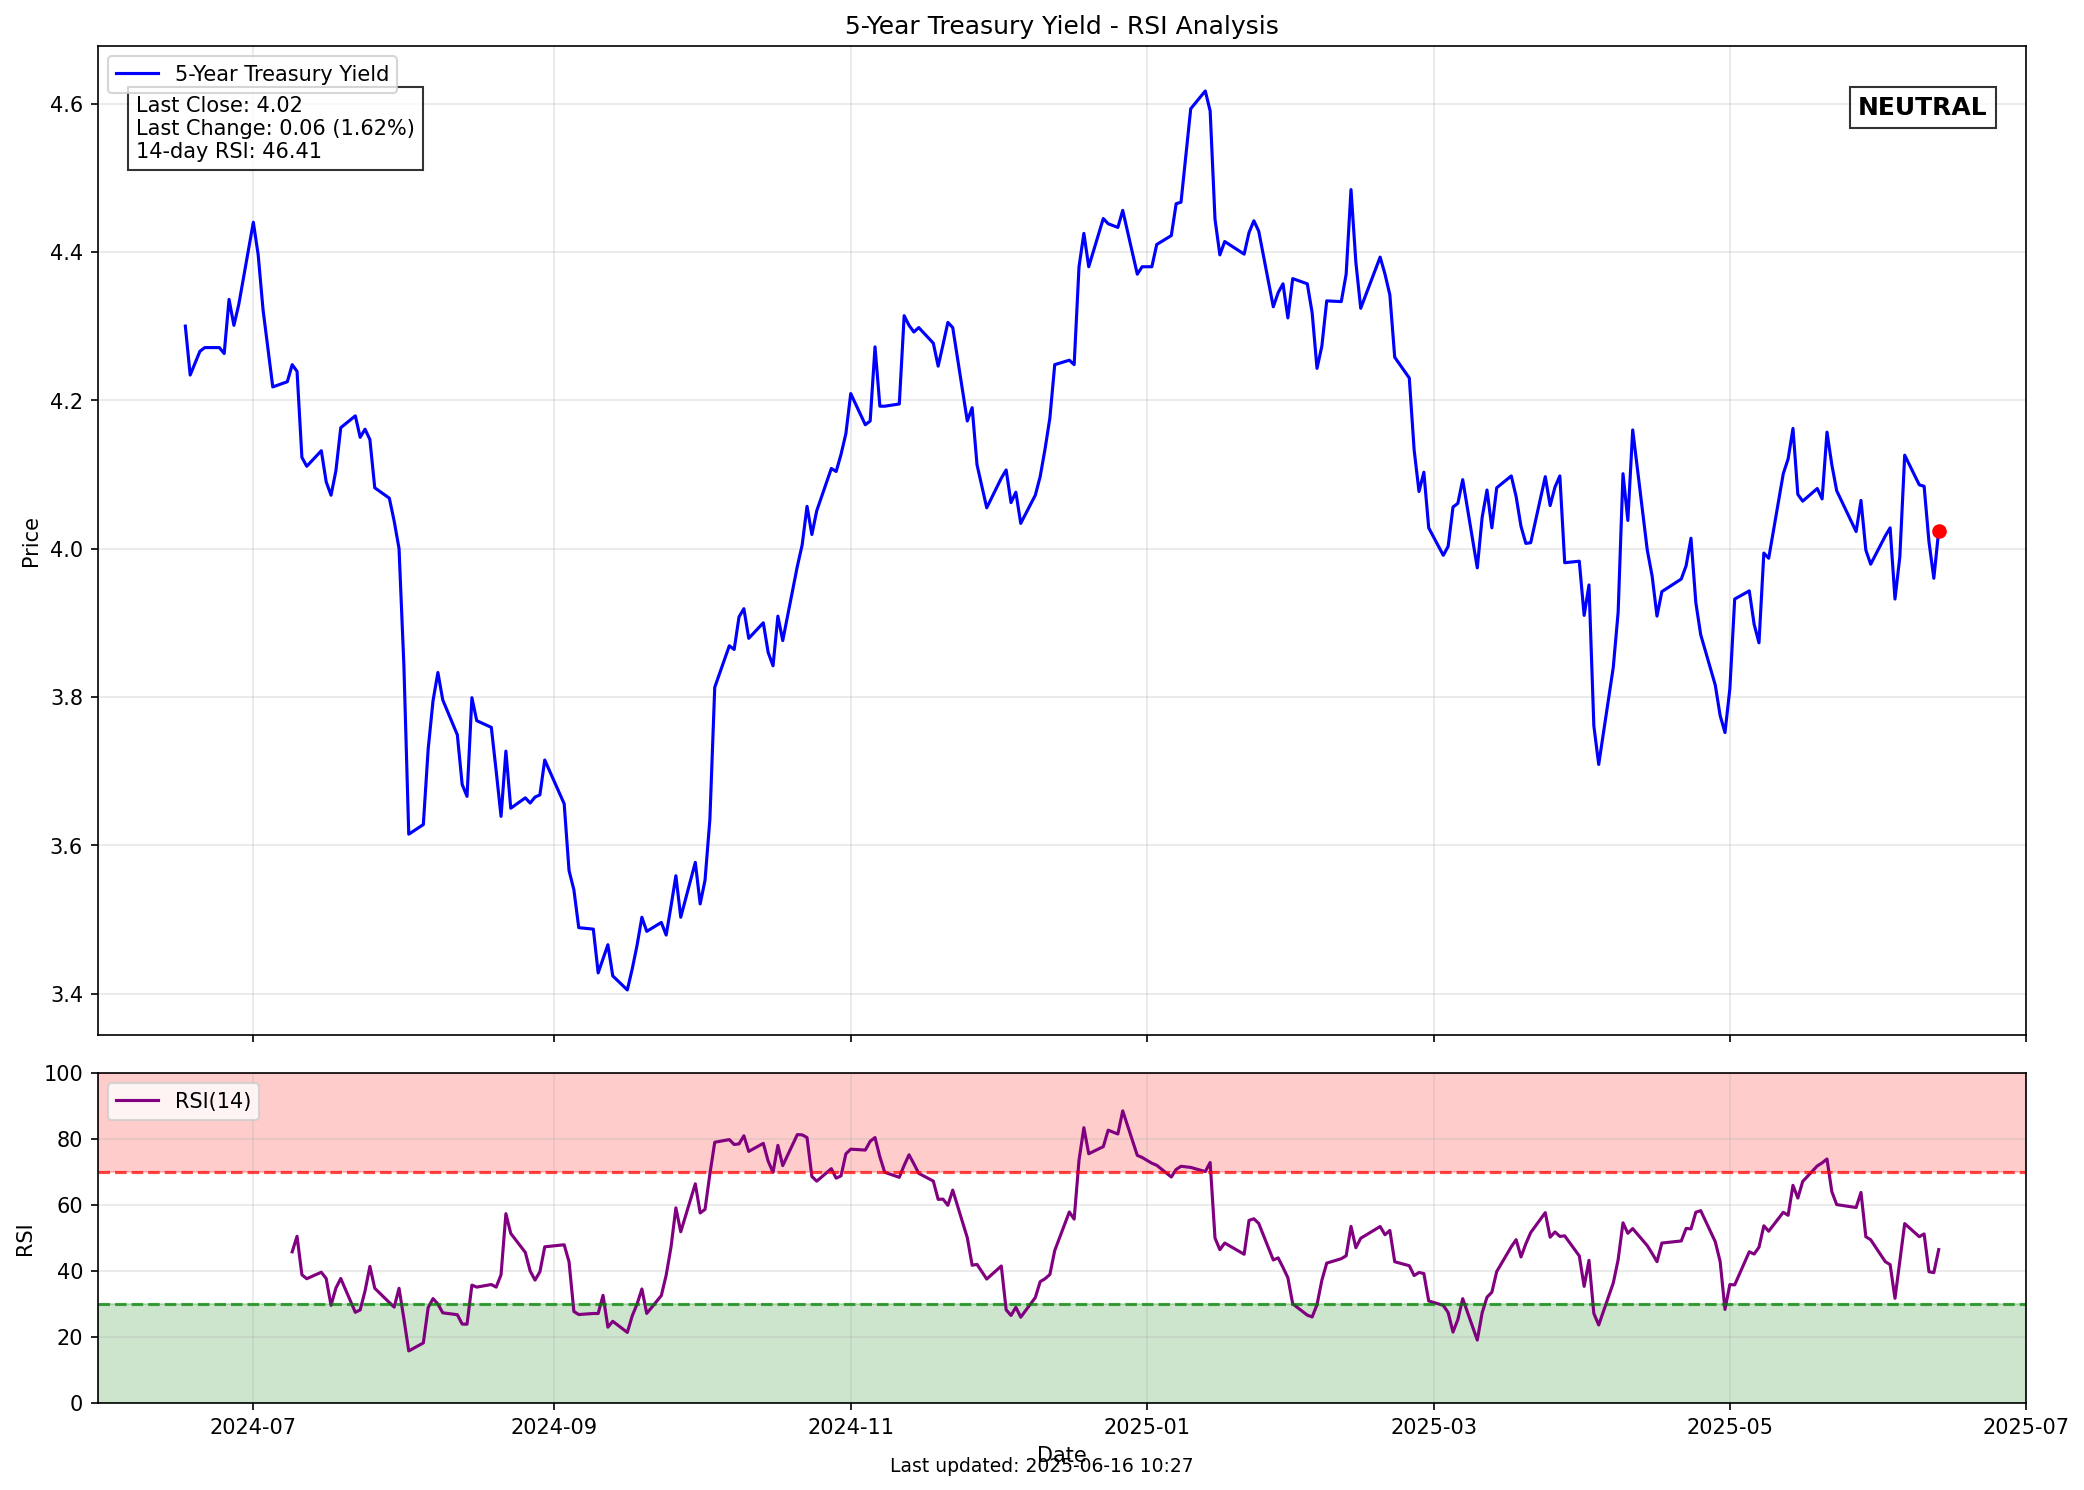 5-Year Treasury Yield - RSI Analysis
5-Year Treasury Yield
Last Close: 4.02
Last Change: 0.06 (1.62%)
14-day RSI: 46.41
NEUTRAL
Price
4.6
4.4
4.2
4.0
3.8
3.6
3.4
RSI(14)
RSI
100
80
60
40
20
0
2024-07
2024-09
2024-11
2025-01
2025-03
2025-05
2025-07
Date
Last updated: 2025-06-16 10:27